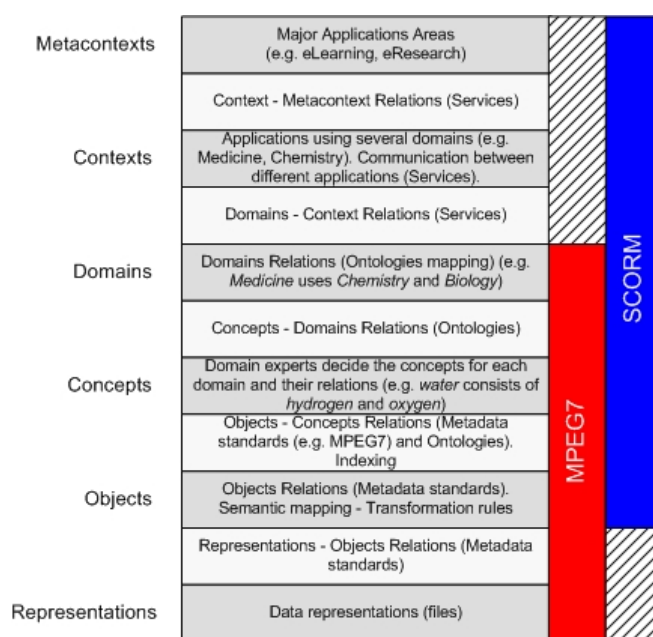 Metacontexts
Major Applications Areas
(e.g. eLearning, eResearch)
Context - Metacontext Relations (Services)
Contexts
Applications using several domains (e.g.
Medicine, Chemistry). Communication between
different applications (Services).
Domains - Context Relations (Services)
Domains
Domains Relations (Ontologies mapping) (e.g.
Medicine uses Chemistry and Biology)
Concepts - Domains Relations (Ontologies)
Concepts
Domain experts decide the concepts for each
domain and their relations (e.g. water consists of
hydrogen and oxygen)
Objects - Concepts Relations (Metadata
standards (e.g. MPEG7) and Ontologies).
Indexing
Objects
Objects Relations (Metadata standards).
Semantic mapping - Transformation rules
Representations - Objects Relations (Metadata
standards)
Representations
Data representations (files)
MPEG7
SCORM